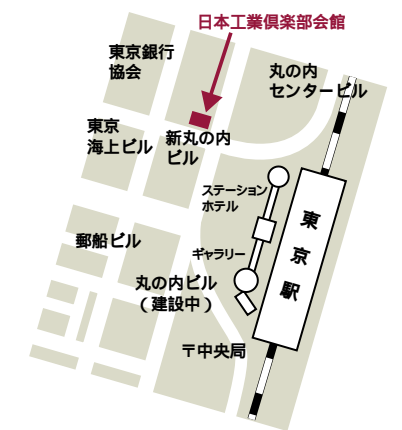 日本工業倶楽部会館
東京銀行
協会
丸の内
センタービル
東京
海上ビル
新丸の内
ビル
ステーション
ホテル
東京駅
郵船ビル
ギャラリー
丸の内ビル
(建設中)
〒中央局